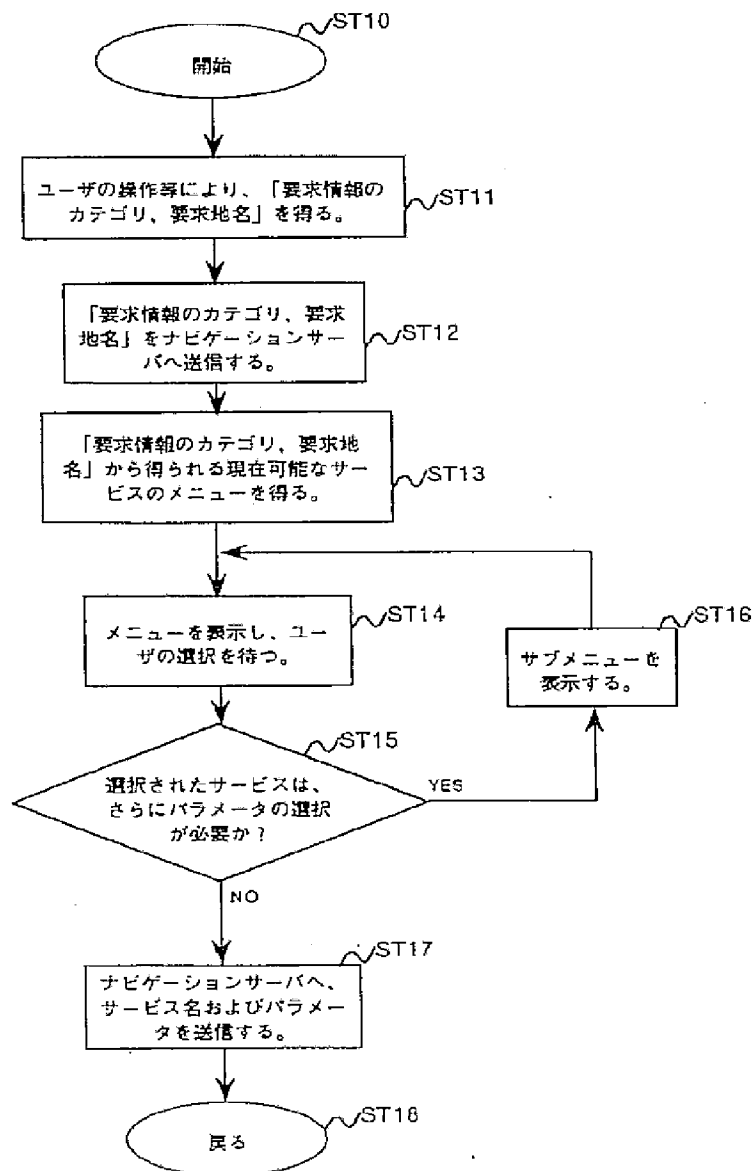 ST10
開始
ユーザの操作等により、「要求情報の
カテゴリ、要求地名」を得る。
ST11
「要求情報のカテゴリ、要求
地名」をナビゲーションサー
バへ送信する。
ST12
「要求情報のカテゴリ、要求地
名」から得られる現在可能なサー
ビスのメニューを得る。
ST13
メニューを表示し、ユー
ザの選択を待つ。
ST14
ST16
サブメニューを
表示する。
ST15
選択されたサービスは、
さらにパラメータの選択
が必要か?
YES
NO
ST17
ナビゲーションサーバへ、
サービス名およびパラメー
タを送信する。
ST18
戻る